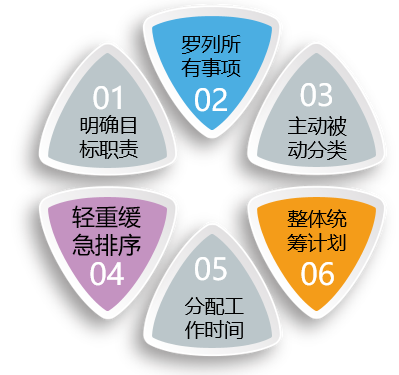 01
明确目
标职责
罗列所
有事项
02
03
主动被
动分类
轻重缓
急排序
04
05
分配工
作时间
整体统
筹计划
06